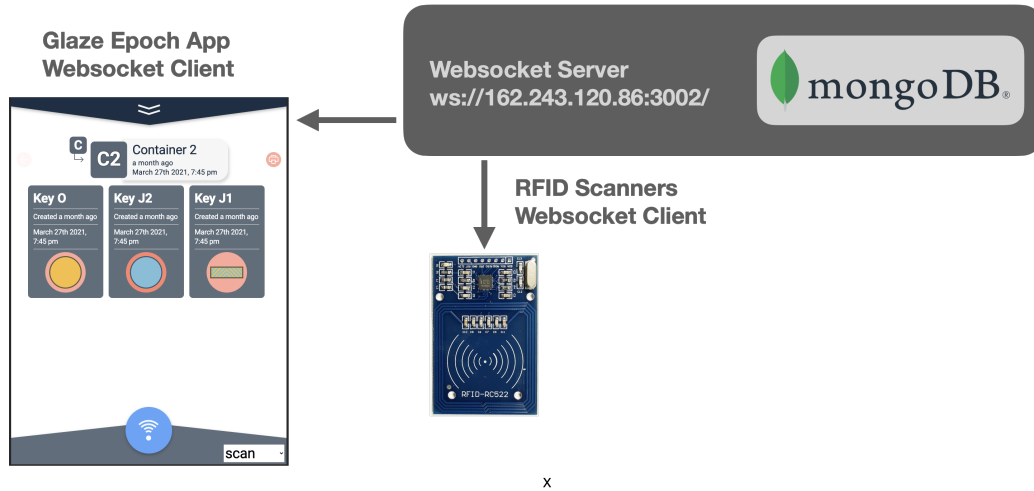 Glaze Epoch App
Websocket Client
Websocket Server
ws://162.243.120.86:3002/
mongoDB®
C
C2
Container 2
a month ago
March 27th 2021, 7:45 pm
Key O
Created a month ago
March 27th 2021,
7:45 pm
Key J2
Created a month ago
March 27th 2021,
7:45 pm
Key J1
Created a month ago
March 27th 2021,
7:45 pm
scan
RFID Scanners
Websocket Client
RFID-RC522
x